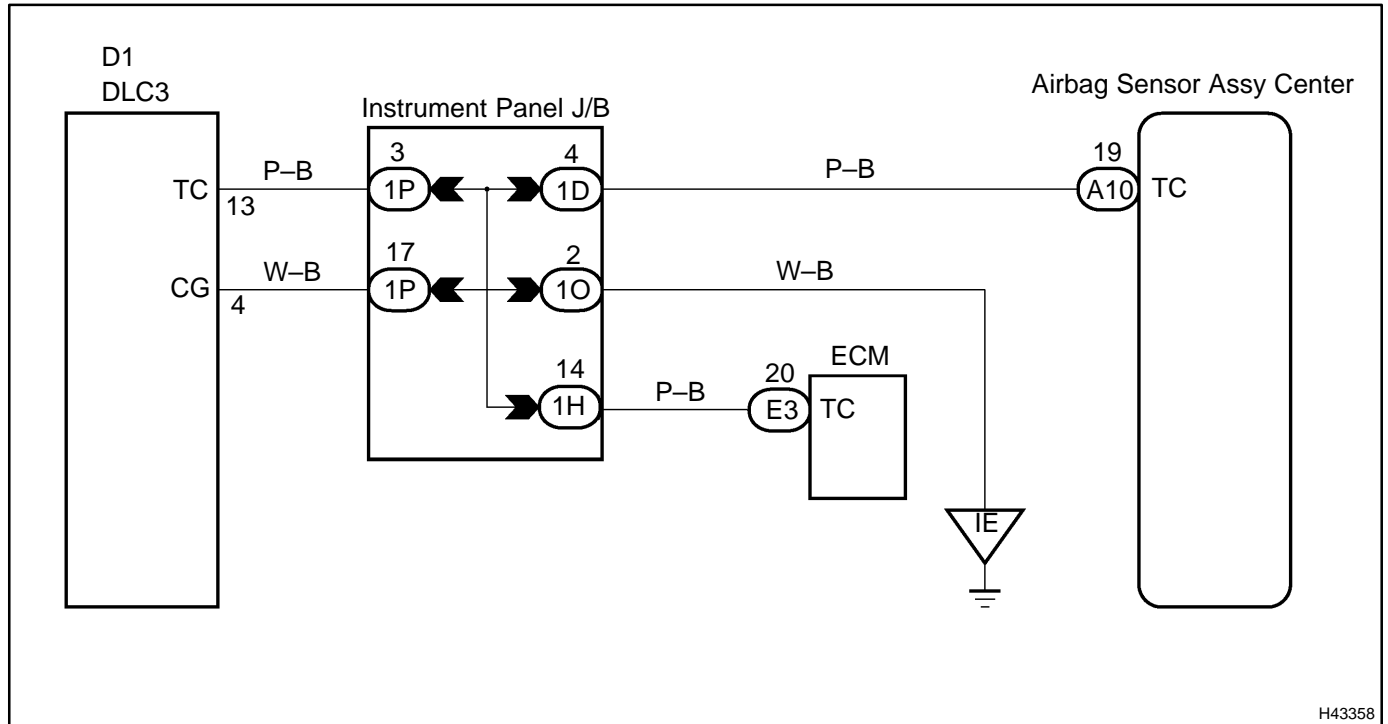 D1
DLC3
Instrument Panel J/B
Airbag Sensor Assy Center
3
4
19
TC
P–B
1P
1D
P–B
A10
TC
13
17
2
CG
W–B
1P
1O
W–B
4
14
ECM
1H
P–B
20
E3
TC
IE
H43358